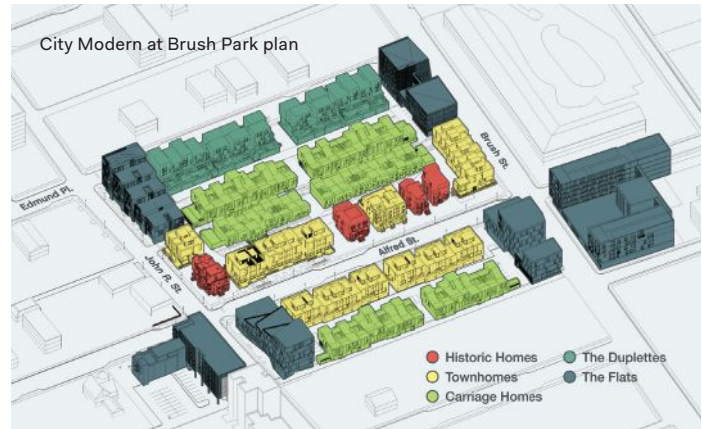 City Modern at Brush Park plan
Brush St.
Edmund Pl.
Alfred St.
John R. St.
Historic Homes
Townhomes
Carriage Homes
The Duplettes
The Flats